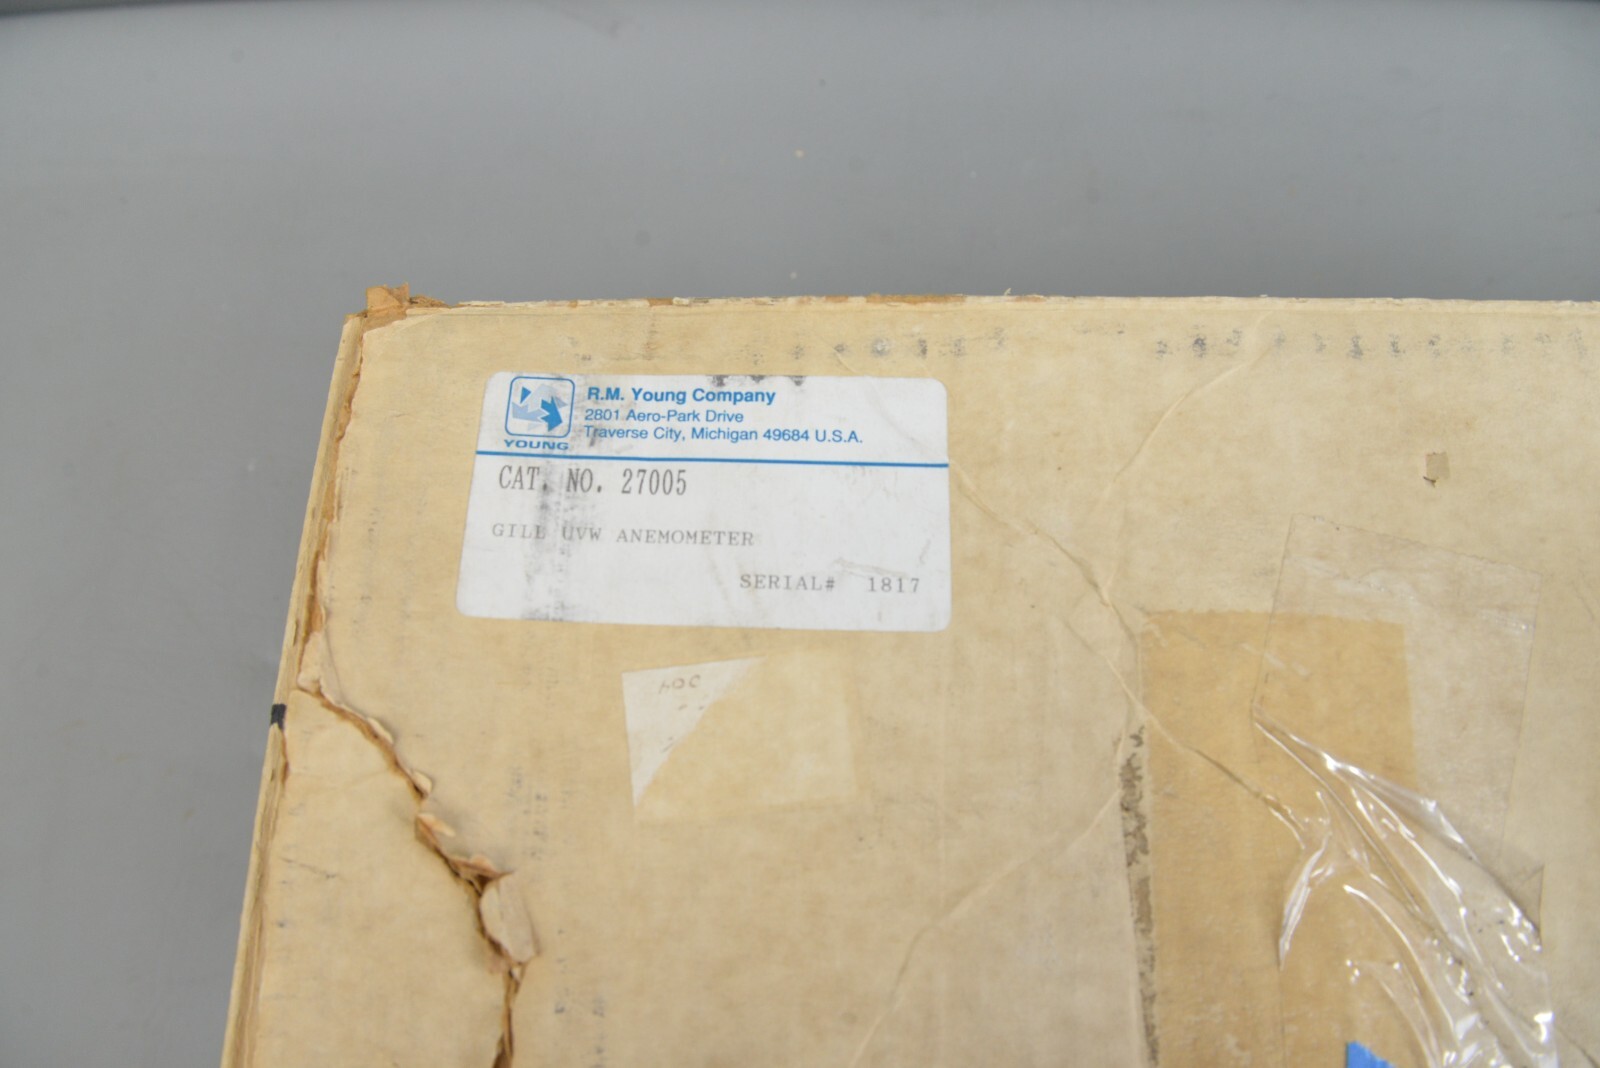 R.M. Young Company
2801 Aero-Park Drive
Traverse City, Michigan 49684 U.S.A.
YOUNG
CAT. NO. 27005
GILL UVW ANEMOMETER
SERIAL# 1817